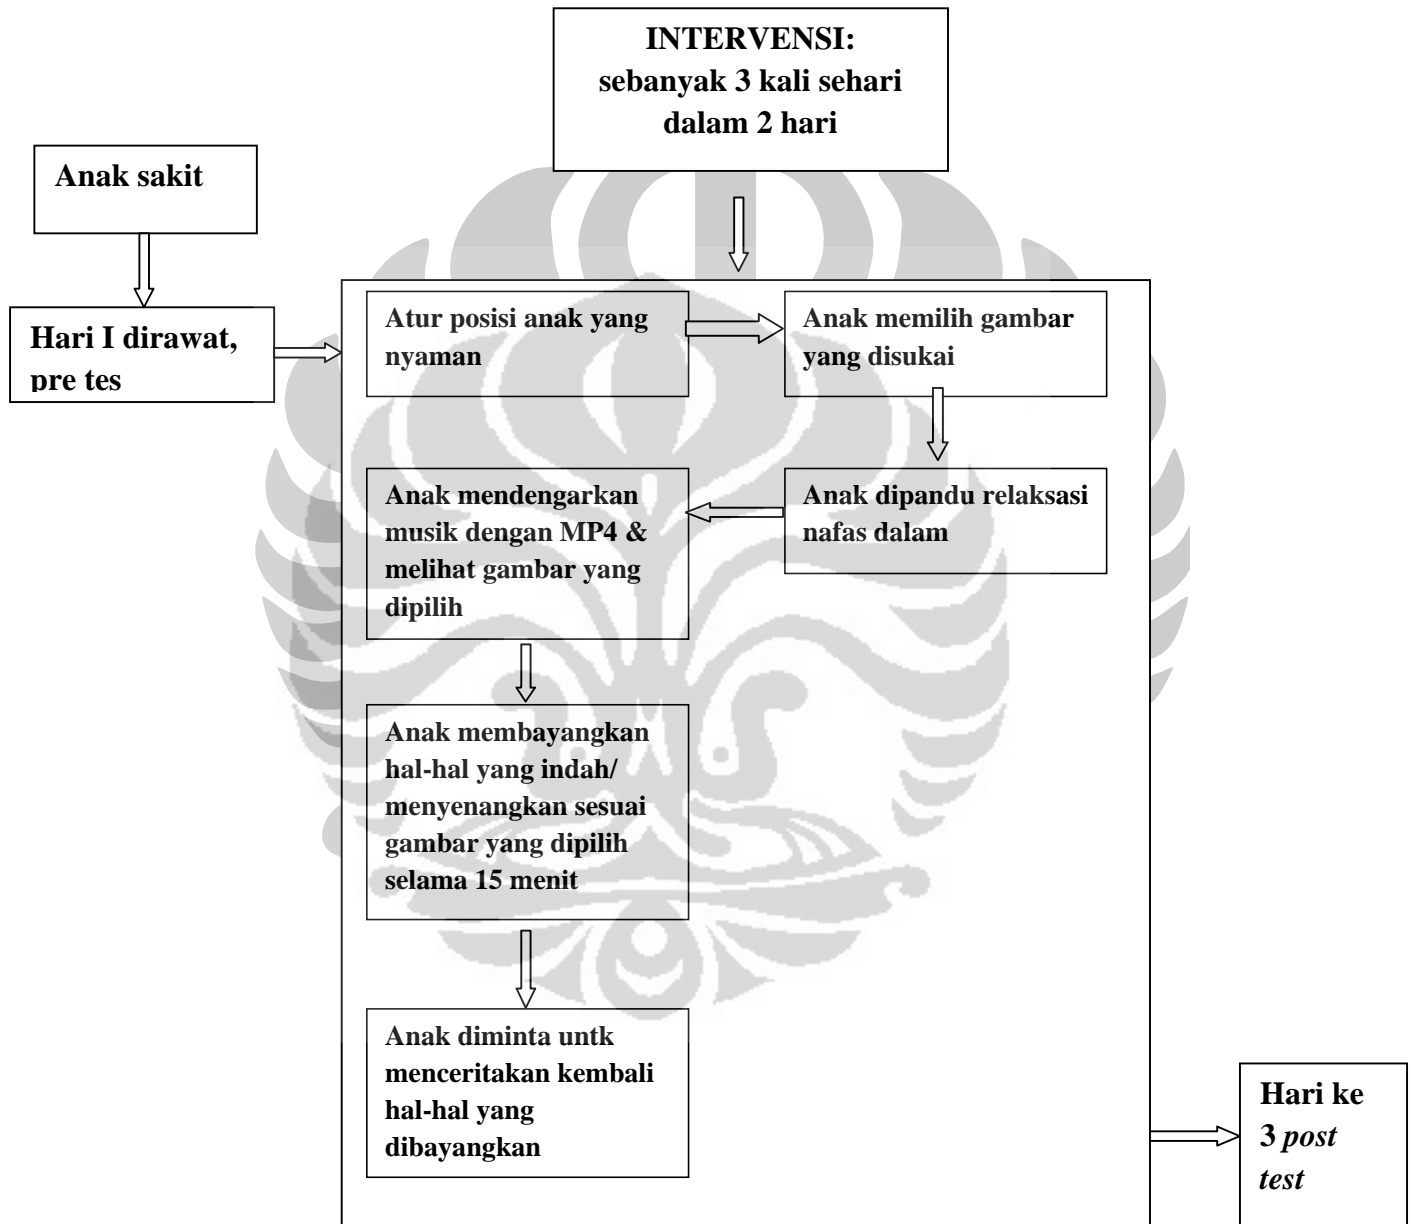 INTERVENSI:
sebanyak 3 kali sehari
dalam 2 hari
Anak sakit
Hari I dirawat,
pre tes
Atur posisi anak yang
nyaman
Anak memilih gambar
yang disukai
Anak dipandu relaksasi
nafas dalam
Anak mendengarkan
musik dengan MP4 &
melihat gambar yang
dipilih
Anak membayangkan
hal-hal yang indah/
menyenangkan sesuai
gambar yang dipilih
selama 15 menit
Anak diminta untk
menceritakan kembali
hal-hal yang
dibayangkan
Hari ke
3 post
test